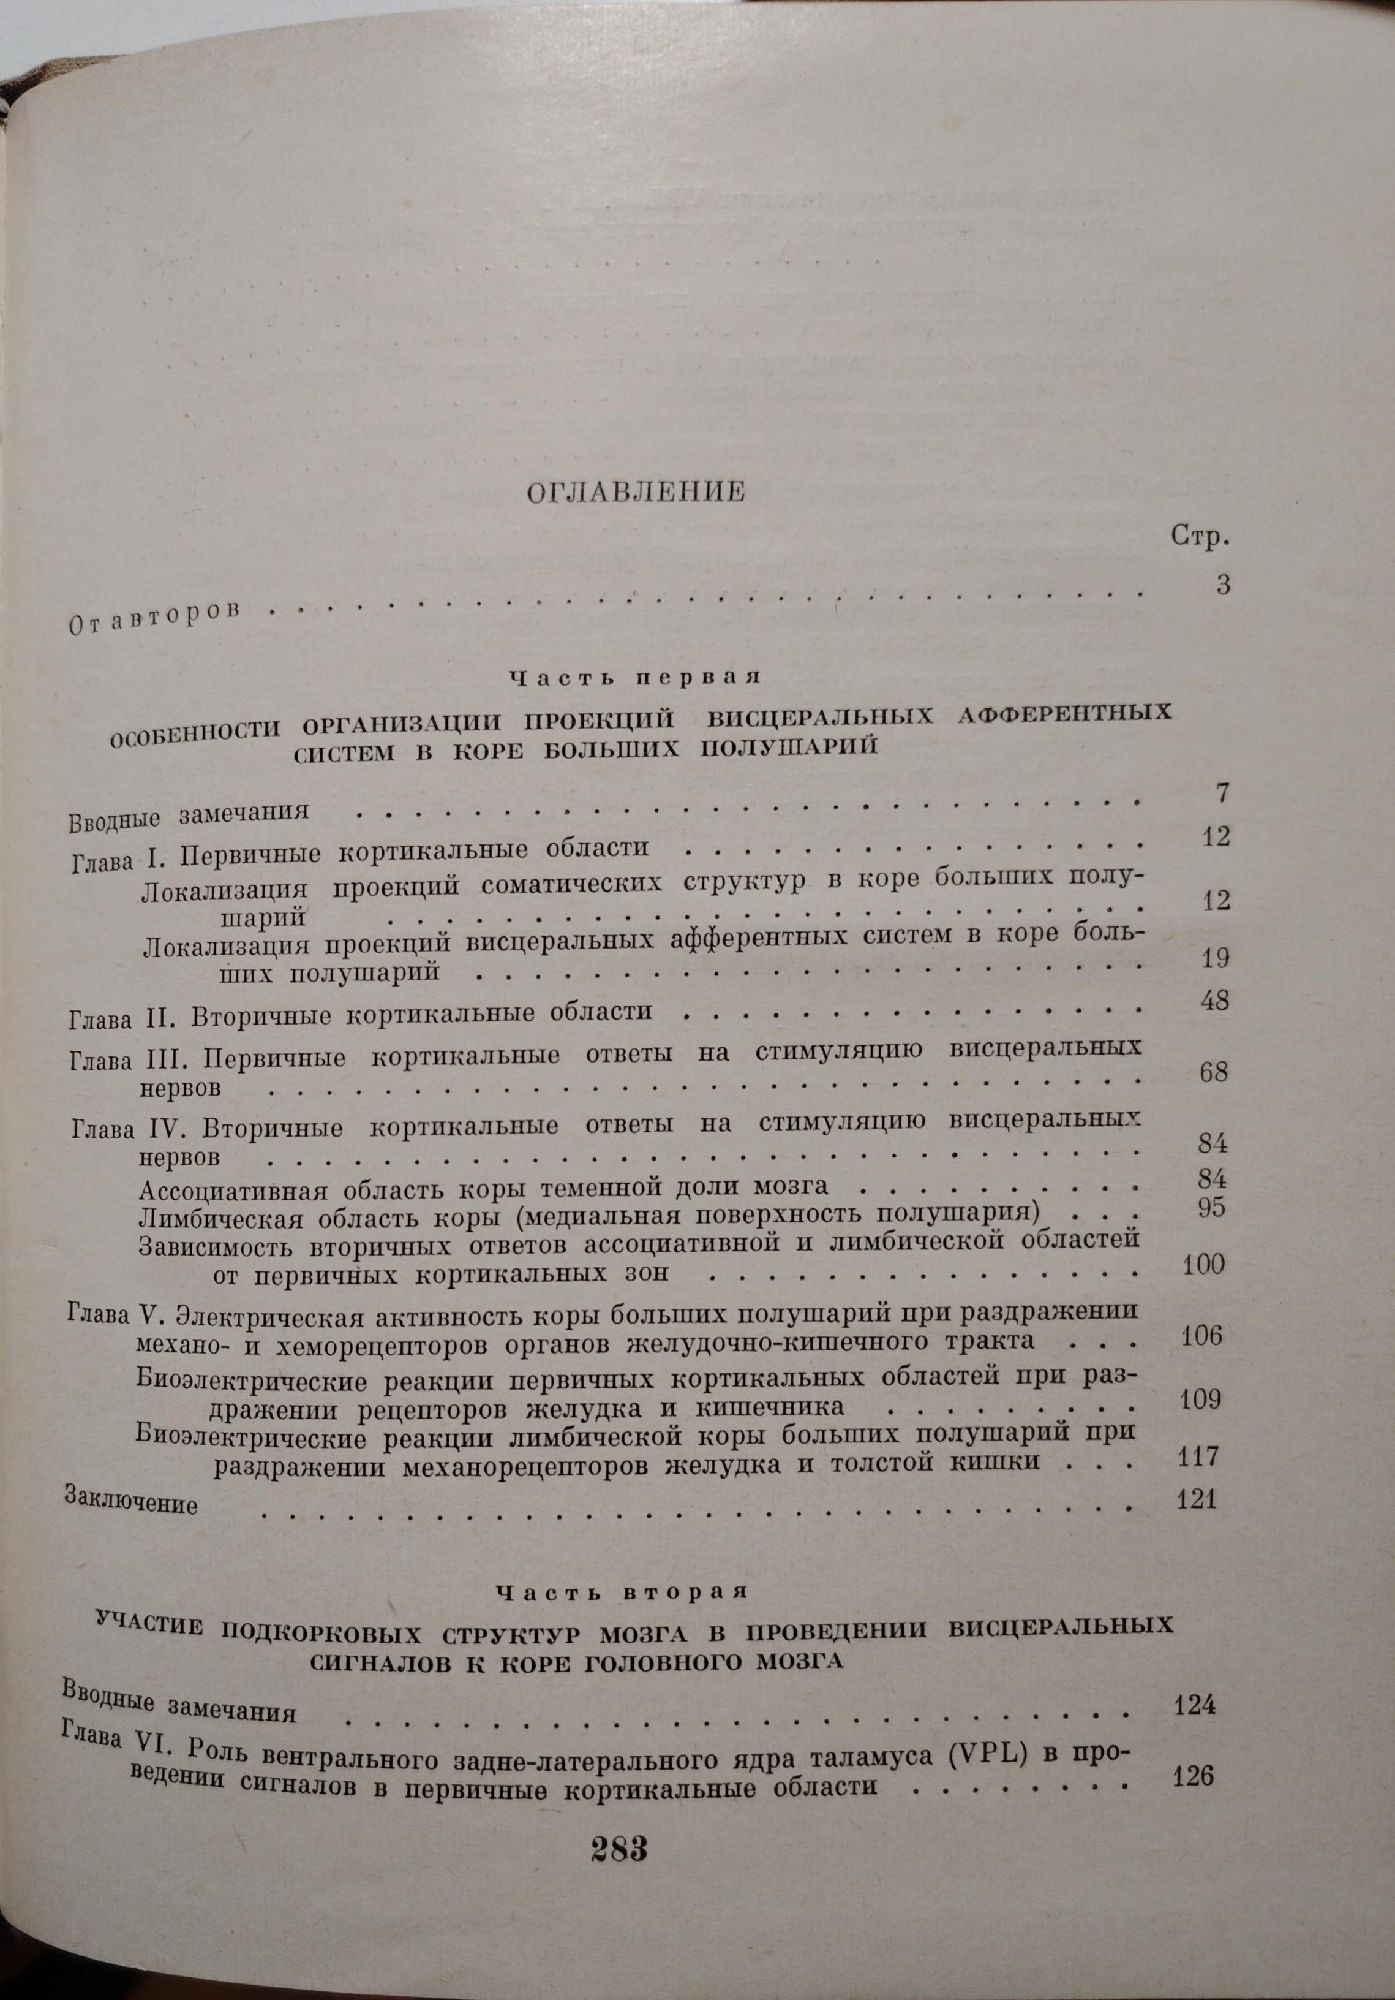 ОГЛАВЛЕНИЕ
Стр.
От авторов . . . . . . . . . . . . . . . . . . . . . . . . . . . . . . 3
Часть первая
ОСОБЕННОСТИ ОРГАНИЗАЦИИ ПРОЕКЦИЙ ВИСЦЕРАЛЬНЫХ АФФЕРЕНТНЫХ
СИСТЕМ В КОРЕ БОЛЬШИХ ПОЛУШАРИЙ
Вводные замечания . . . . . . . . . . . . . . . . . . . . . . . . . . . 7
Глава I. Первичные кортикальные области . . . . . . . . . . . . . . . . 12
Локализация проекций соматических структур в коре больших полу-
шарий . . . . . . . . . . . . . . . . . . . . . . . . . . 12
Локализация проекций висцеральных афферентных систем в коре боль-
ших полушарий . . . . . . . . . . . . . . . . . . . . . . . 19
Глава II. Вторичные кортикальные области . . . . . . . . . . . . . . . . 48
Глава III. Первичные кортикальные ответы на стимуляцию висцеральных
нервов . . . . . . . . . . . . . . . . . . . . . . . . . . . . . . 68
Глава IV. Вторичные кортикальные ответы на стимуляцию висцеральных
нервов . . . . . . . . . . . . . . . . . . . . . . . . . . . . . . 84
Ассоциативная область коры теменной доли мозга . . . . . . . . . . 84
Лимбическая область коры (медиальная поверхность полушария) . . . 95
Зависимость вторичных ответов ассоциативной и лимбической областей
от первичных кортикальных зон . . . . . . . . . . . . . . . 100
Глава V. Электрическая активность коры больших полушарий при раздражении
механо- и хеморецепторов органов желудочно-кишечного тракта . . . 106
Биоэлектрические реакции первичных кортикальных областей при раз-
дражении рецепторов желудка и кишечника . . . . . . . . . 109
Биоэлектрические реакции лимбической коры больших полушарий при
раздражении механорецепторов желудка и толстой кишки . . . 117
Заключение . . . . . . . . . . . . . . . . . . . . . . . . . . . . . . 121
Часть вторая
УЧАСТИЕ ПОДКОРКОВЫХ СТРУКТУР МОЗГА В ПРОВЕДЕНИИ ВИСЦЕРАЛЬНЫХ
СИГНАЛОВ К КОРЕ ГОЛОВНОГО МОЗГА
Вводные замечания . . . . . . . . . . . . . . . . . . . . . . . . . . . 124
Глава VI. Роль вентрального задне-латерального ядра таламуса (VPL) в про-
ведении сигналов в первичные кортикальные области . . . . . . . . 126
283